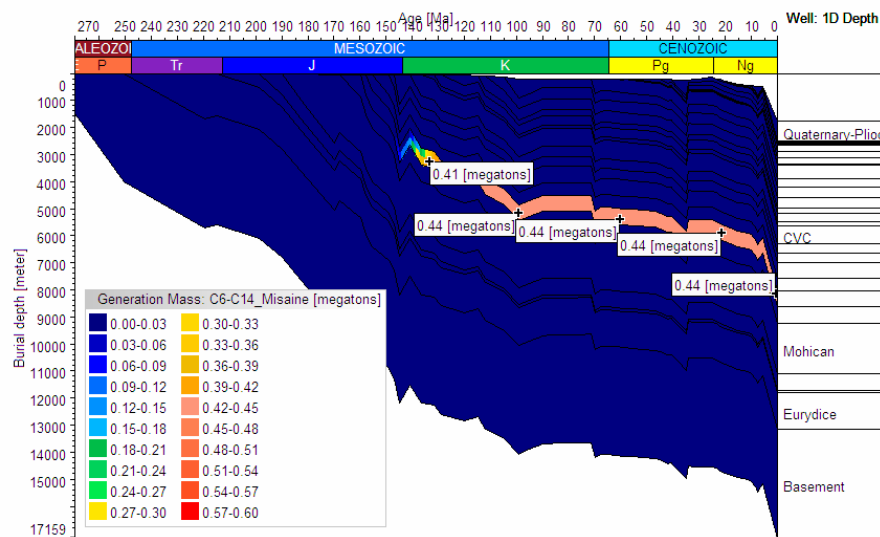 Age [Ma]
Well: 1D Depth
270 260 250 240 230 220 210 200 190 180 170 160 150 140 130 120 110 100 90 80 70 60 50 40 30 20 10 0
ALEOZOI MESOZOIC CENOZOIC
P Tr J K Pg Ng
Burial depth [meter]
0
1000
2000
3000
4000
5000
6000
7000
8000
9000
10000
11000
12000
13000
14000
15000
17159
0.41 [megatons]
0.44 [megatons]
0.44 [megatons]
0.44 [megatons]
0.44 [megatons]
Quaternary-Plioc
CVC
Mohican
Eurydice
Basement
Generation Mass: C6-C14_Misaine [megatons]
0.00-0.03 0.30-0.33
0.03-0.06 0.33-0.36
0.06-0.09 0.36-0.39
0.09-0.12 0.39-0.42
0.12-0.15 0.42-0.45
0.15-0.18 0.45-0.48
0.18-0.21 0.48-0.51
0.21-0.24 0.51-0.54
0.24-0.27 0.54-0.57
0.27-0.30 0.57-0.60